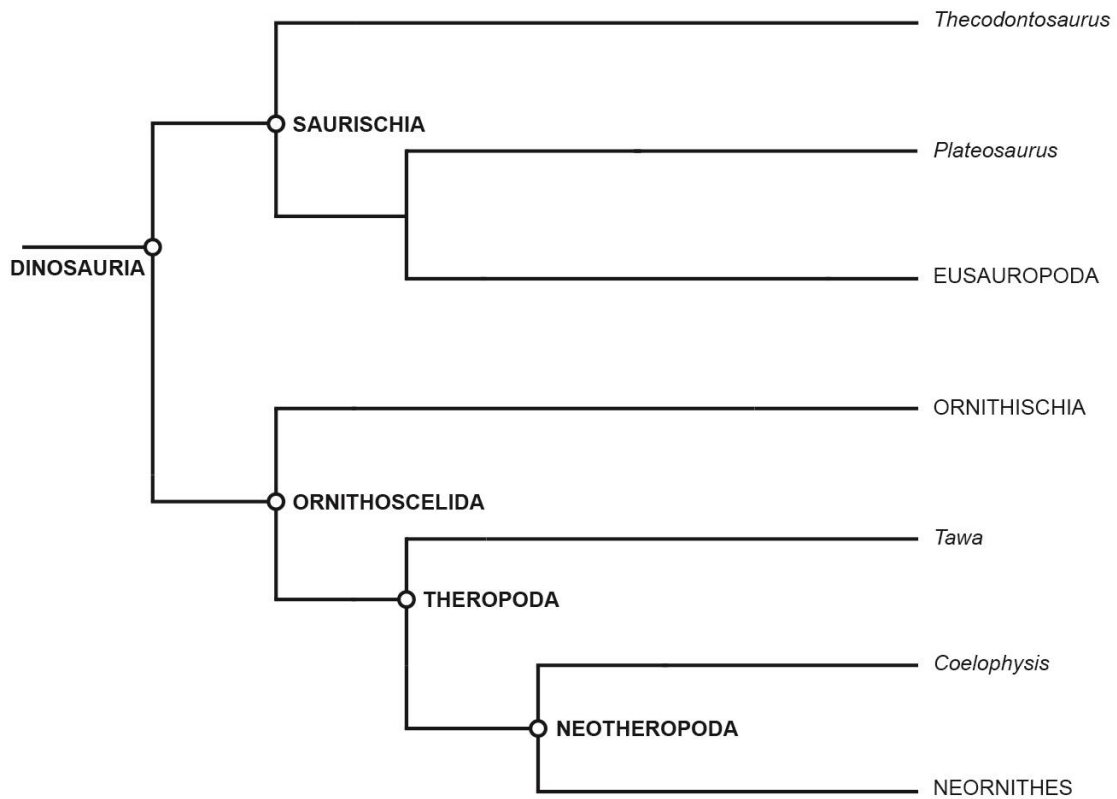 Thecodontosaurus
SAURISCHIA
Plateosaurus
DINOSAURIA
EUSAUROPODA
ORNITHISCHIA
ORNITHOSCELIDA
Tawa
THEROPODA
Coelophysis
NEOTHEROPODA
NEORNITHES